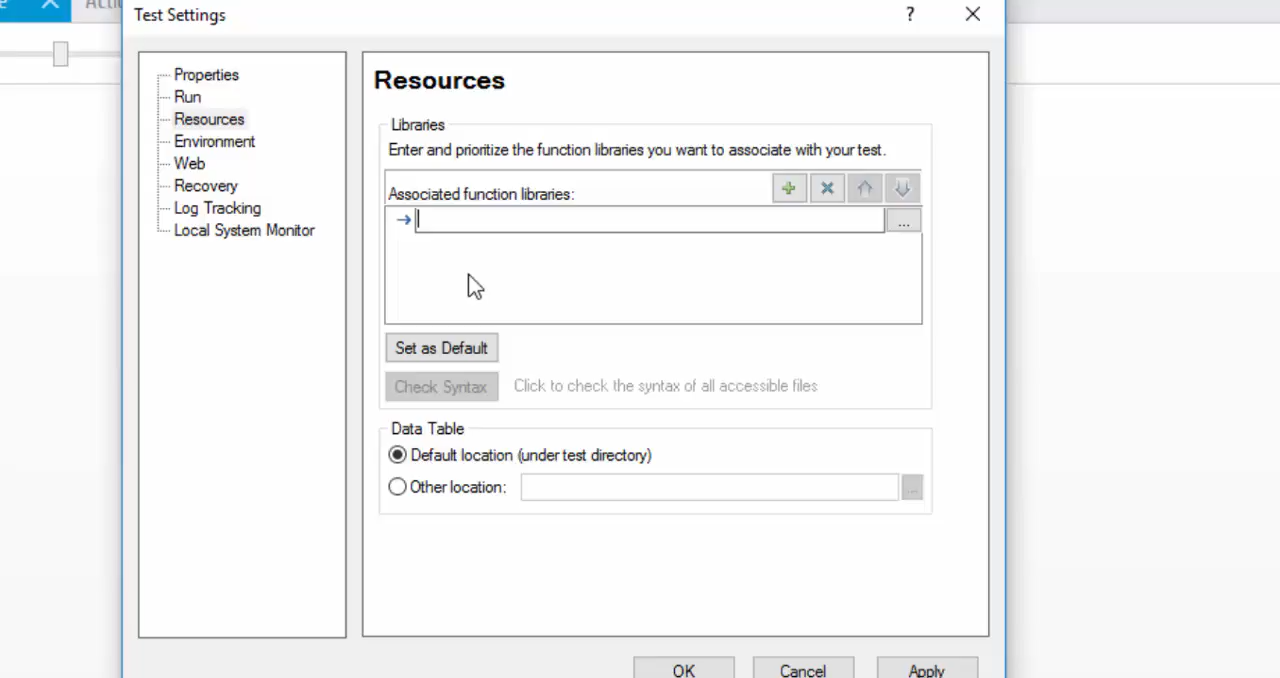 Test Settings
?
Properties
Run
Resources
Environment
Web
Recovery
Log Tracking
Local System Monitor
Resources
Libraries
Enter and prioritize the function libraries you want to associate with your test.
Associated function libraries:
...
Set as Default
Check Syntax Click to check the syntax of all accessible files
Data Table
Default location (under test directory)
Other location:
...
OK Cancel Apply